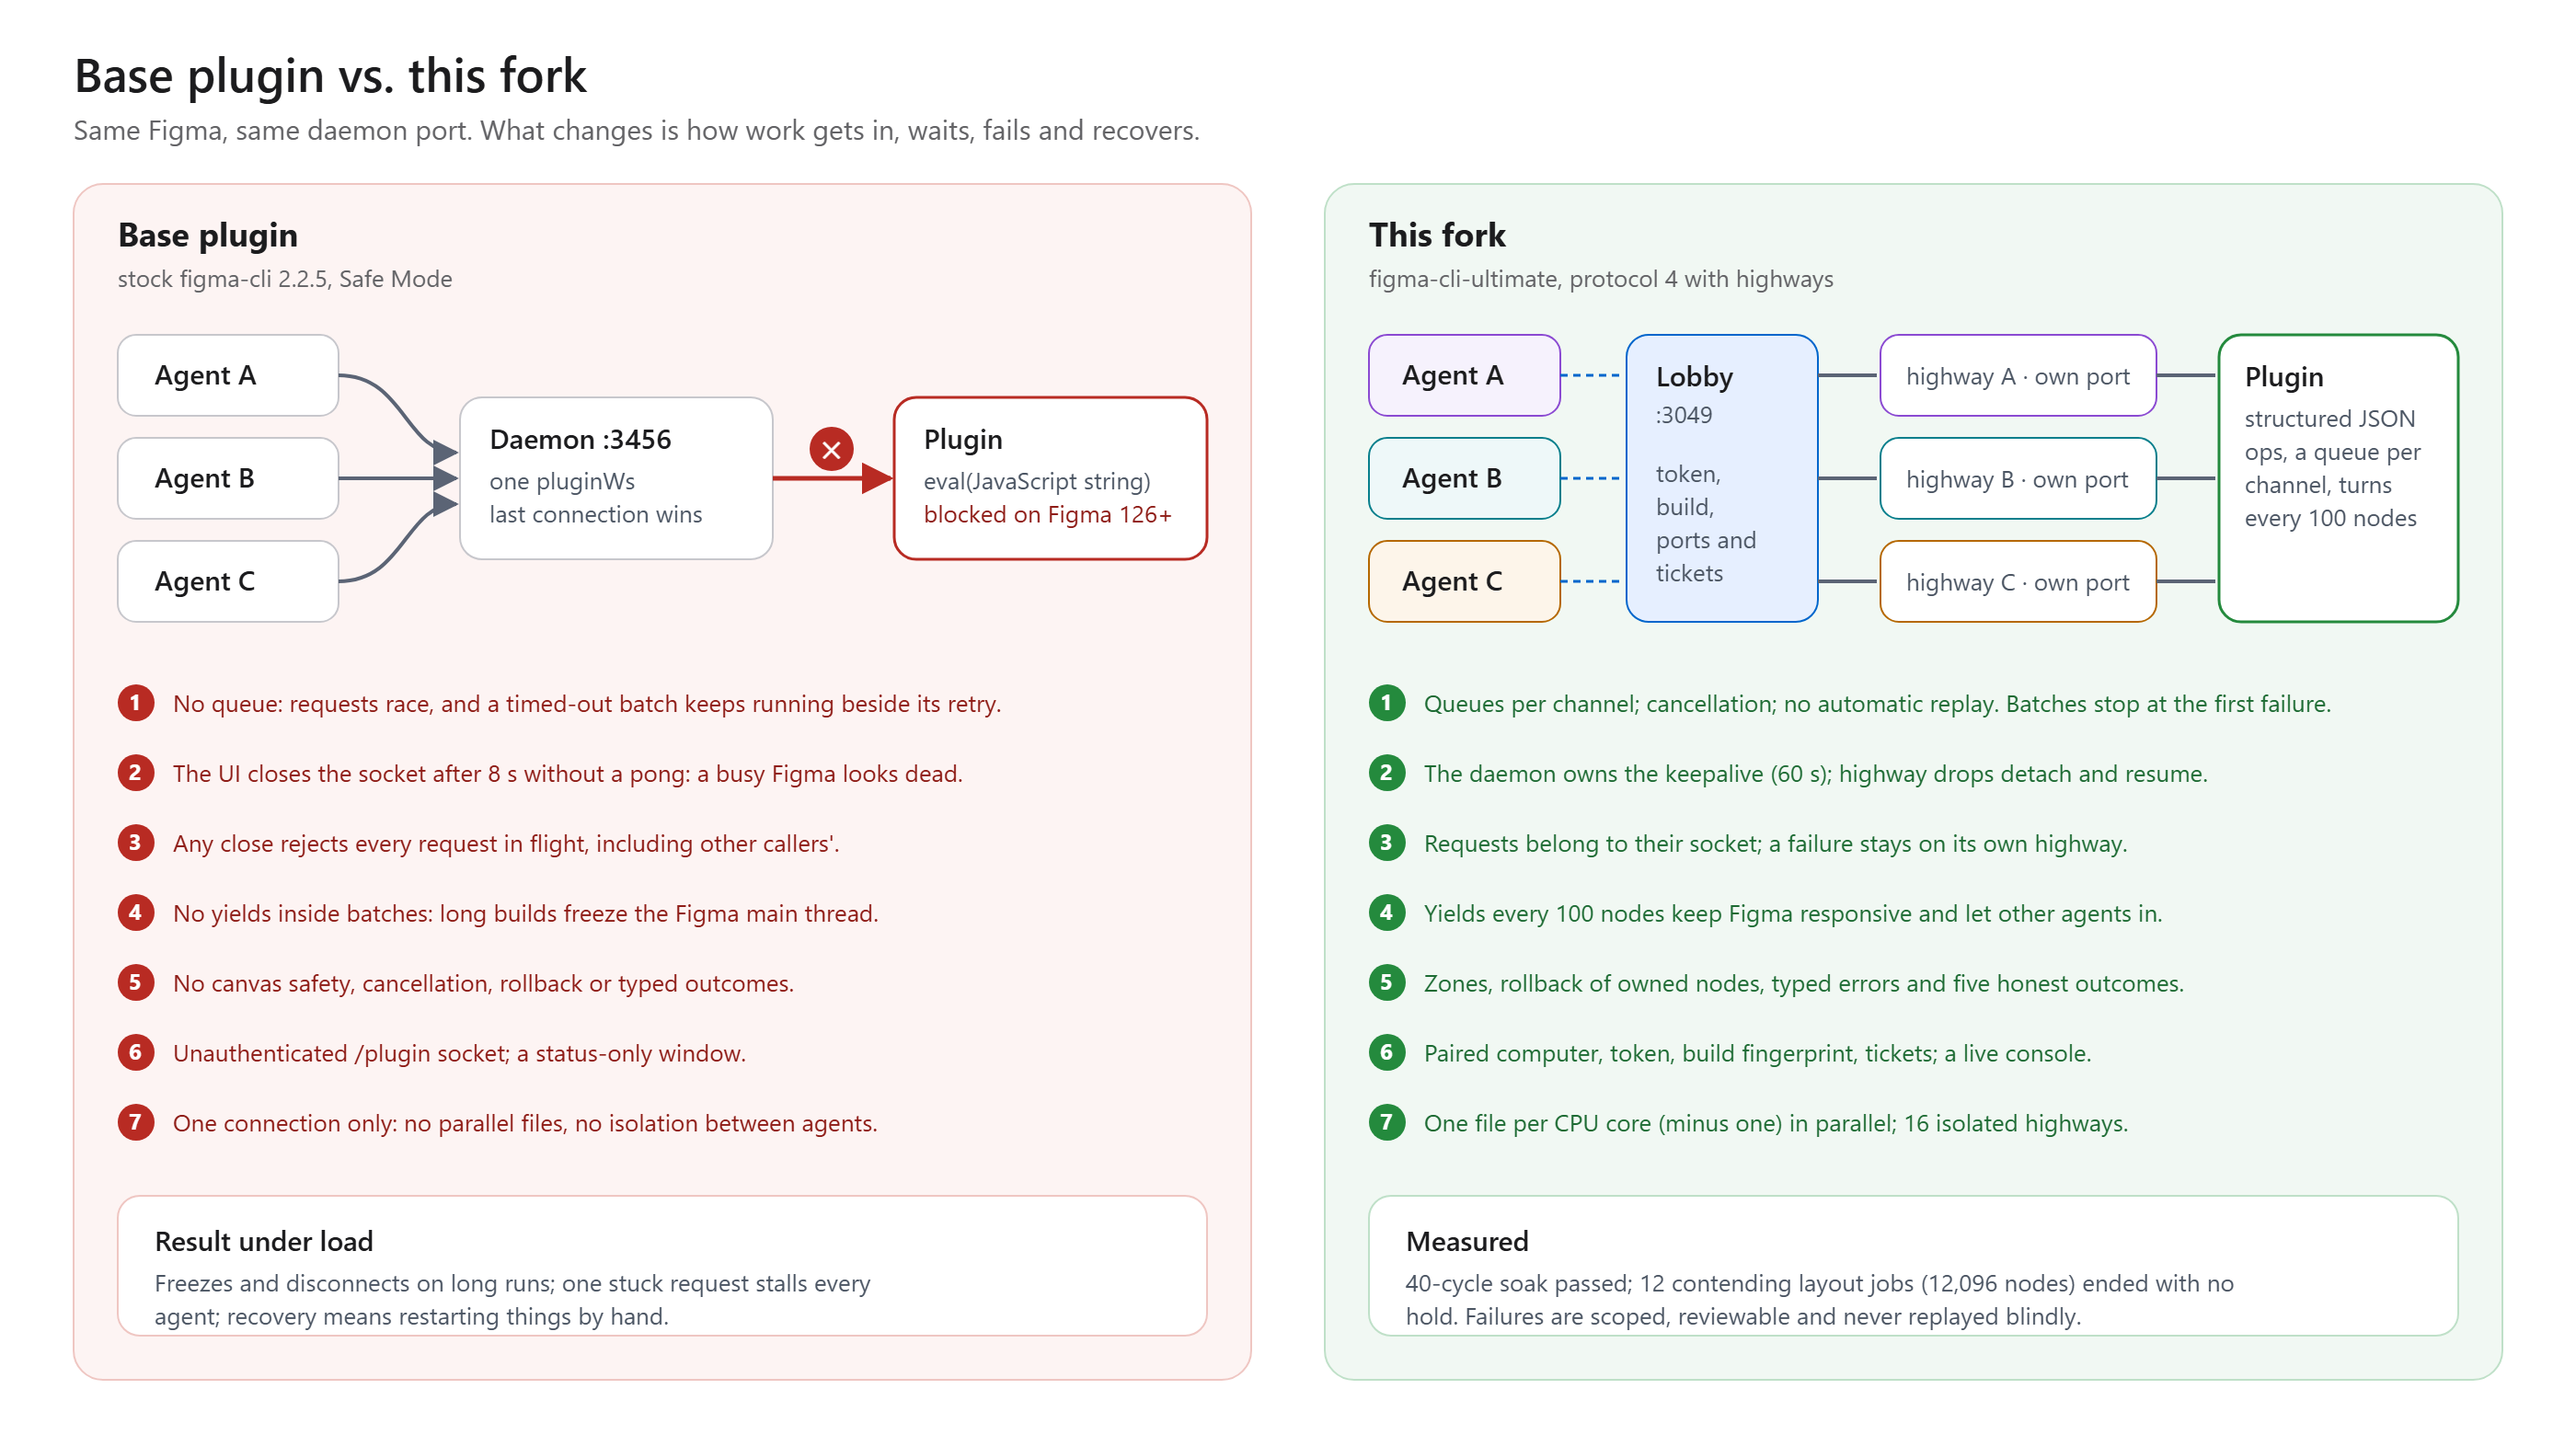 Base plugin vs. this fork
Same Figma, same daemon port. What changes is how work gets in, waits, fails and recovers.
Base plugin
stock figma-cli 2.2.5, Safe Mode
Agent A
Agent B
Agent C
Daemon :3456
one pluginWs
last connection wins
Plugin
eval(JavaScript string)
blocked on Figma 126+
1 No queue: requests race, and a timed-out batch keeps running beside its retry.
2 The UI closes the socket after 8 s without a pong: a busy Figma looks dead.
3 Any close rejects every request in flight, including other callers'.
4 No yields inside batches: long builds freeze the Figma main thread.
5 No canvas safety, cancellation, rollback or typed outcomes.
6 Unauthenticated /plugin socket; a status-only window.
7 One connection only: no parallel files, no isolation between agents.
Result under load
Freezes and disconnects on long runs; one stuck request stalls every
agent; recovery means restarting things by hand.
This fork
figma-cli-ultimate, protocol 4 with highways
Agent A
Agent B
Agent C
Lobby
:3049
token,
build,
ports and
tickets
highway A · own port
highway B · own port
highway C · own port
Plugin
structured JSON
ops, a queue per
channel, turns
every 100 nodes
1 Queues per channel; cancellation; no automatic replay. Batches stop at the first failure.
2 The daemon owns the keepalive (60 s); highway drops detach and resume.
3 Requests belong to their socket; a failure stays on its own highway.
4 Yields every 100 nodes keep Figma responsive and let other agents in.
5 Zones, rollback of owned nodes, typed errors and five honest outcomes.
6 Paired computer, token, build fingerprint, tickets; a live console.
7 One file per CPU core (minus one) in parallel; 16 isolated highways.
Measured
40-cycle soak passed; 12 contending layout jobs (12,096 nodes) ended with no
hold. Failures are scoped, reviewable and never replayed blindly.